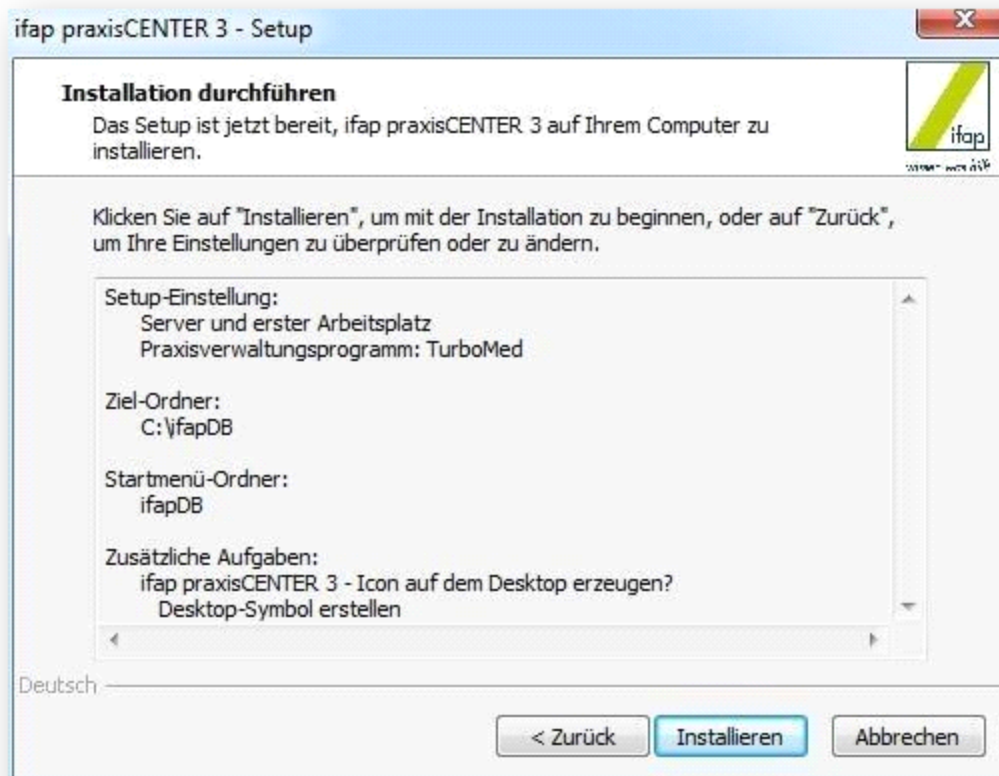 ifap praxisCENTER 3 - Setup
Installation durchführen
Das Setup ist jetzt bereit, ifap praxisCENTER 3 auf Ihrem Computer zu
installieren.
ifap
wissen was hilft
Klicken Sie auf "Installieren", um mit der Installation zu beginnen, oder auf "Zurück",
um Ihre Einstellungen zu überprüfen oder zu ändern.
Setup-Einstellung:
Server und erster Arbeitsplatz
Praxisverwaltungsprogramm: TurboMed
Ziel-Ordner:
C:\ifapDB
Startmenü-Ordner:
ifapDB
Zusätzliche Aufgaben:
ifap praxisCENTER 3 - Icon auf dem Desktop erzeugen?
Desktop-Symbol erstellen
Deutsch
< Zurück
Installieren
Abbrechen